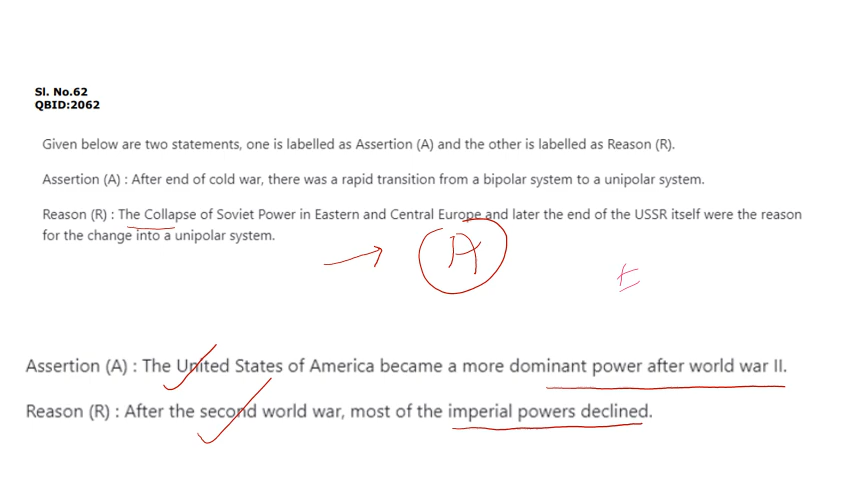 Sl. No.62
QBID:2062
Given below are two statements, one is labelled as Assertion (A) and the other is labelled as Reason (R).
Assertion (A) : After end of cold war, there was a rapid transition from a bipolar system to a unipolar system.
Reason (R) : The Collapse of Soviet Power in Eastern and Central Europe and later the end of the USSR itself were the reason
for the change into a unipolar system.
Assertion (A) : The United States of America became a more dominant power after world war II.
Reason (R) : After the second world war, most of the imperial powers declined.